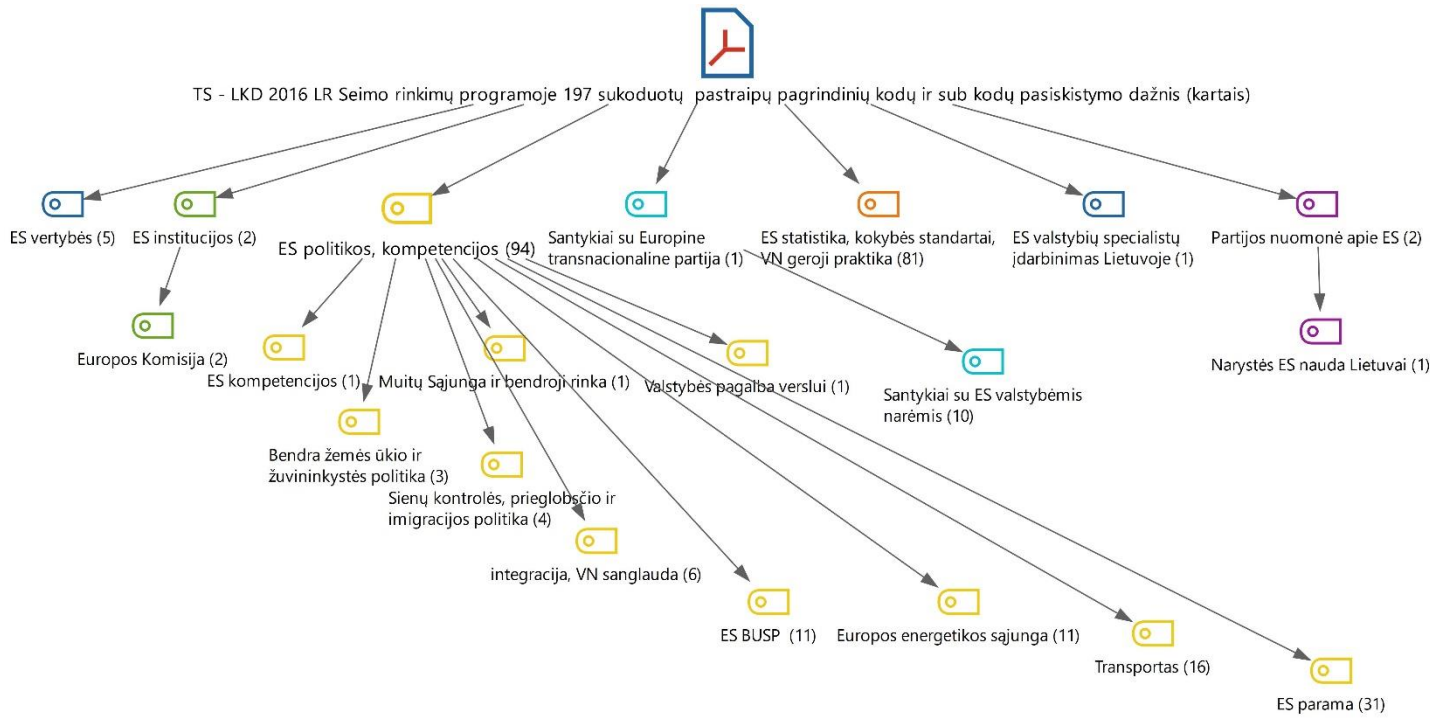 TS - LKD 2016 LR Seimo rinkimų programoje 197 sukoduotų pastraipų pagrindinių kodų ir sub kodų pasiskistymo dažnis (kartais)
ES vertybės (5)
ES institucijos (2)
ES politikos, kompetencijos (94)
Santykiai su Europine
transnacionaline partija (1)
ES statistika, kokybės standartai,
VN geroji praktika (81)
ES valstybių specialistų
įdarbinimas Lietuvoje (1)
Partijos nuomonė apie ES (2)
Europos Komisija (2)
ES kompetencijos (1)
Muitų Sąjunga ir bendroji rinka (1)
Valstybės pagalba verslui (1)
Santykiai su ES valstybėmis
narėmis (10)
Narystės ES nauda Lietuvai (1)
Bendra žemės ūkio ir
žuvininkystės politika (3)
Sienų kontrolės, prieglobsčio ir
imigracijos politika (4)
integracija, VN sanglauda (6)
ES BUSP (11)
Europos energetikos sąjunga (11)
Transportas (16)
ES parama (31)